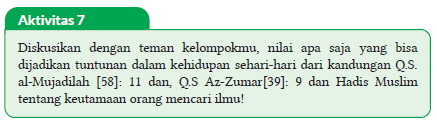 Aktivitas 7
Diskusikan dengan teman kelompokmu, nilai apa saja yang bisa
dijadikan tuntunan dalam kehidupan sehari-hari dari kandungan Q.S.
al-Mujadilah [58]: 11 dan, Q.S Az-Zumar[39]: 9 dan Hadis Muslim
tentang keutamaan orang mencari ilmu!